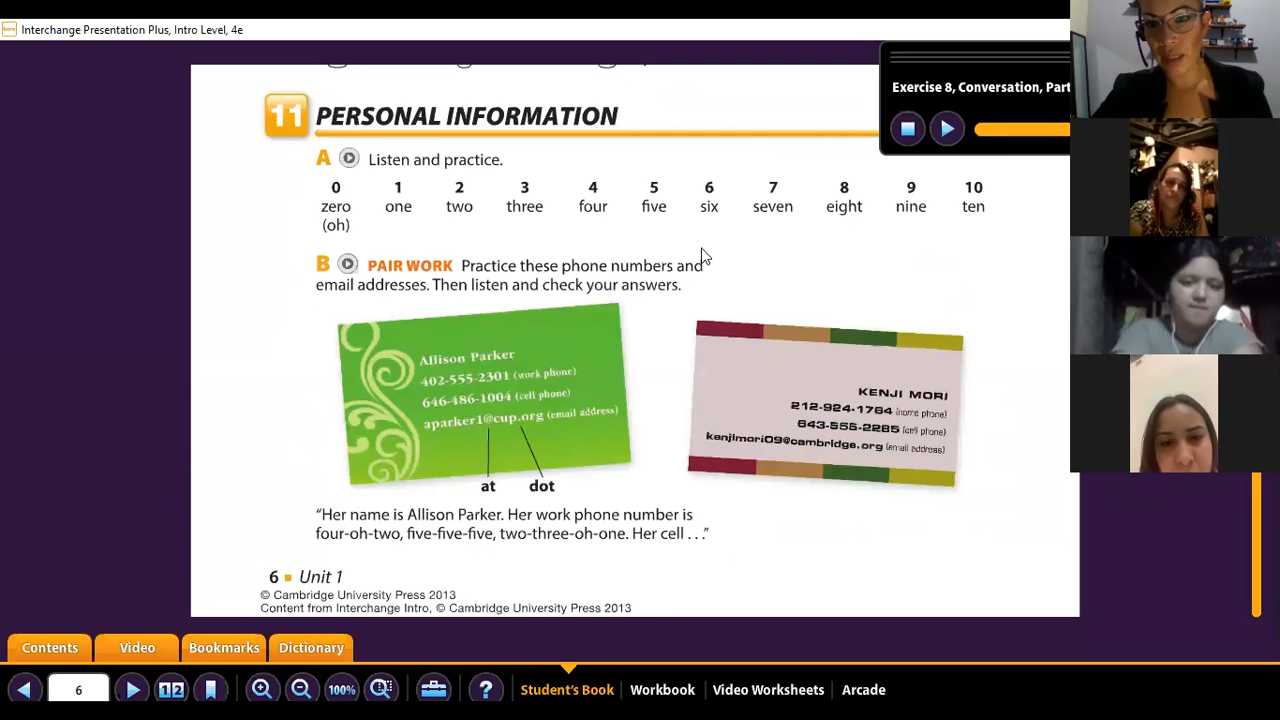 Interchange Presentation Plus, Intro Level, 4e
Exercise 8, Conversation, Part
11 PERSONAL INFORMATION
A Listen and practice.
0 1 2 3 4 5 6 7 8 9 10
zero one two three four five six seven eight nine ten
(oh)
B PAIR WORK Practice these phone numbers and
email addresses. Then listen and check your answers.
Allison Parker
402-555-2301 (work phone)
646-486-1004 (cell phone)
aparker1@cup.org (email address)
at dot
KENJI MORI
212-924-1764 (home phone)
643-555-2285 (cell phone)
kenjimori09@cambridge.org (email address)
“Her name is Allison Parker. Her work phone number is
four-oh-two, five-five-five, two-three-oh-one. Her cell . . .”
6 Unit 1
© Cambridge University Press 2013
Content from Interchange Intro, © Cambridge University Press 2013
Contents Video Bookmarks Dictionary
6 1 2 100% ? Student's Book Workbook Video Worksheets Arcade